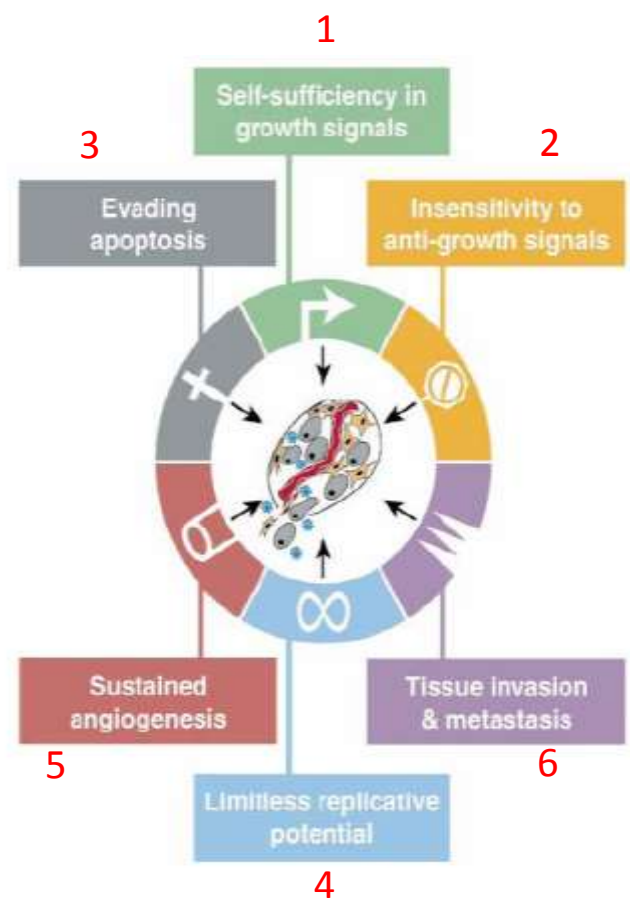 1
Self-sufficiency in
growth signals
3
2
Evading
apoptosis
Insensitivity to
anti-growth signals
Sustained
angiogenesis
Tissue invasion
& metastasis
5
6
Limitless replicative
potential
4